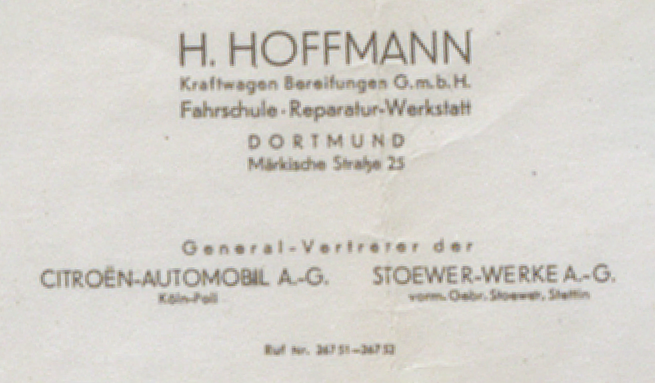 H. HOFFMANN
Kraftwagen Bereifungen G.m.b.H.
Fahrschule · Reparatur-Werkstatt
DORTMUND
Märkische Straße 25
General-Vertreter der
CITROËN-AUTOMOBIL A.-G. STOEWER-WERKE A.-G.
Köln-Poll vorm. Gebr. Stoewer, Stettin
Ruf Nr. 36751–36752